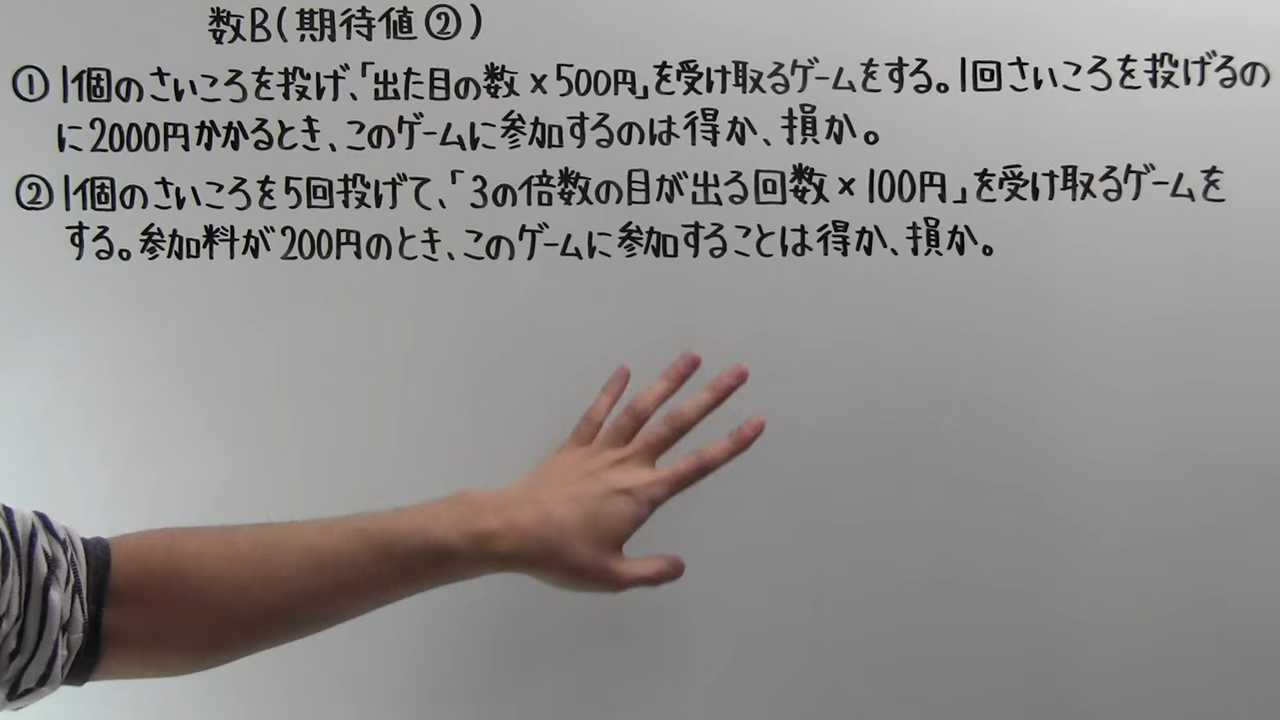 数B(期待値②)
①1個のさいころを投げ、「出た目の数×500円」を受け取るゲームをする。1回さいころを投げるの
に2000円かかるとき、このゲームに参加するのは得か、損か。
②1個のさいころを5回投げて、「3の倍数の目が出る回数×100円」を受け取るゲームを
する。参加料が200円のとき、このゲームに参加することは得か、損か。